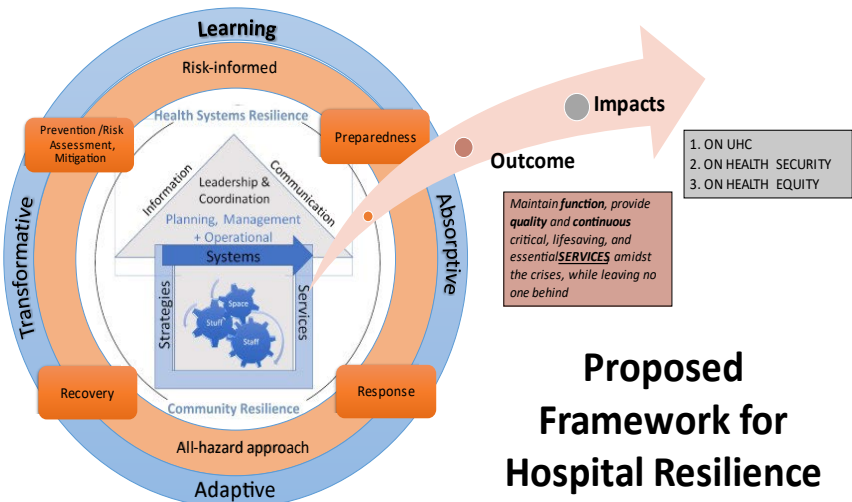 Learning
Risk-informed
Health Systems Resilience
Prevention /Risk
Assessment,
Mitigation
Preparedness
Information
Communication
Leadership &
Coordination
Planning, Management
+ Operational
Systems
Strategies
Services
Space
Stuff
Staff
Transformative
Absorptive
Recovery
Response
Community Resilience
All-hazard approach
Adaptive
Impacts
Outcome
1. ON UHC
2. ON HEALTH SECURITY
3. ON HEALTH EQUITY
Maintain function, provide
quality and continuous
critical, lifesaving, and
essentialSERVICES amidst
the crises, while leaving no
one behind
Proposed
Framework for
Hospital Resilience